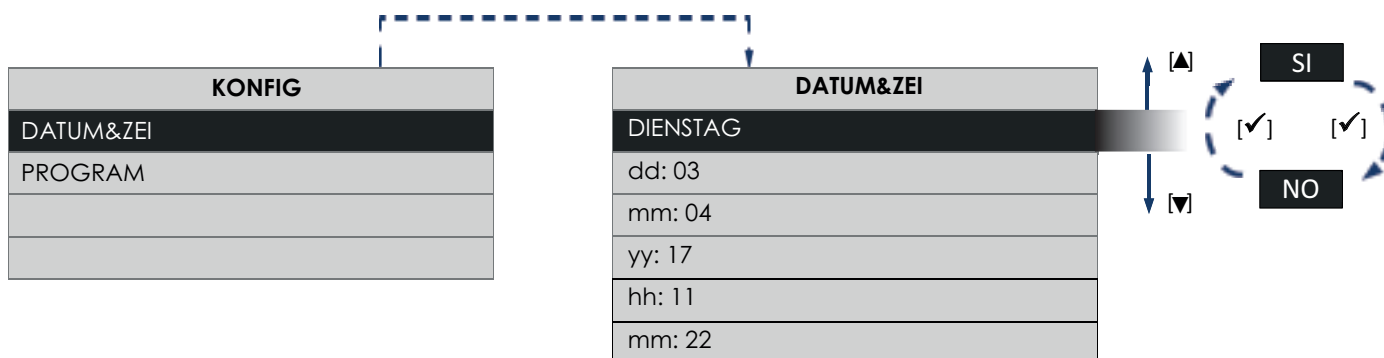 KONFIG
DATUM&ZEI
PROGRAM
DATUM&ZEI
DIENSTAG
dd: 03
mm: 04
yy: 17
hh: 11
mm: 22
[▲]
[▼]
SI
[✓] [✓]
NO